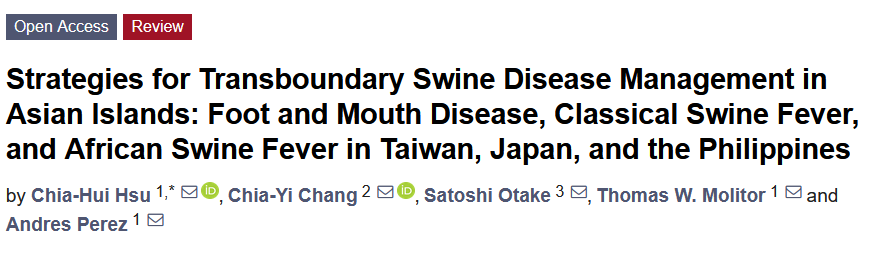 Open Access Review
Strategies for Transboundary Swine Disease Management in
Asian Islands: Foot and Mouth Disease, Classical Swine Fever,
and African Swine Fever in Taiwan, Japan, and the Philippines
by Chia-Hui Hsu 1,* iD, Chia-Yi Chang 2 iD, Satoshi Otake 3, Thomas W. Molitor 1 and
Andres Perez 1